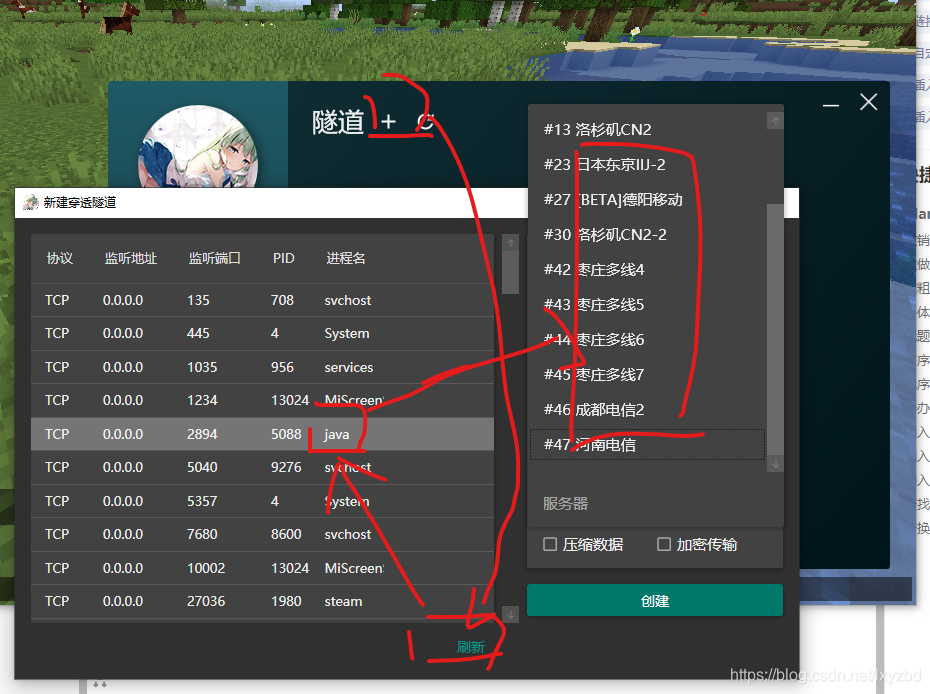 隧道
新建穿透隧道
协议 监听地址 监听端口 PID 进程名
TCP 0.0.0.0 135 708 svchost
TCP 0.0.0.0 445 4 System
TCP 0.0.0.0 1035 956 services
TCP 0.0.0.0 1234 13024 MiScreen
TCP 0.0.0.0 2894 5088 java
TCP 0.0.0.0 5040 9276 svchost
TCP 0.0.0.0 5357 4 System
TCP 0.0.0.0 7680 8600 svchost
TCP 0.0.0.0 10002 13024 MiScreen
TCP 0.0.0.0 27036 1980 steam
刷新
#13 洛杉矶CN2
#23 日本东京IIJ-2
#27 [BETA]德阳移动
#30 洛杉矶CN2-2
#42 枣庄多线4
#43 枣庄多线5
#44 枣庄多线6
#45 枣庄多线7
#46 成都电信2
#47 河南电信
服务器
压缩数据 加密传输
创建
https://blog.csdn.net/lxyzbd